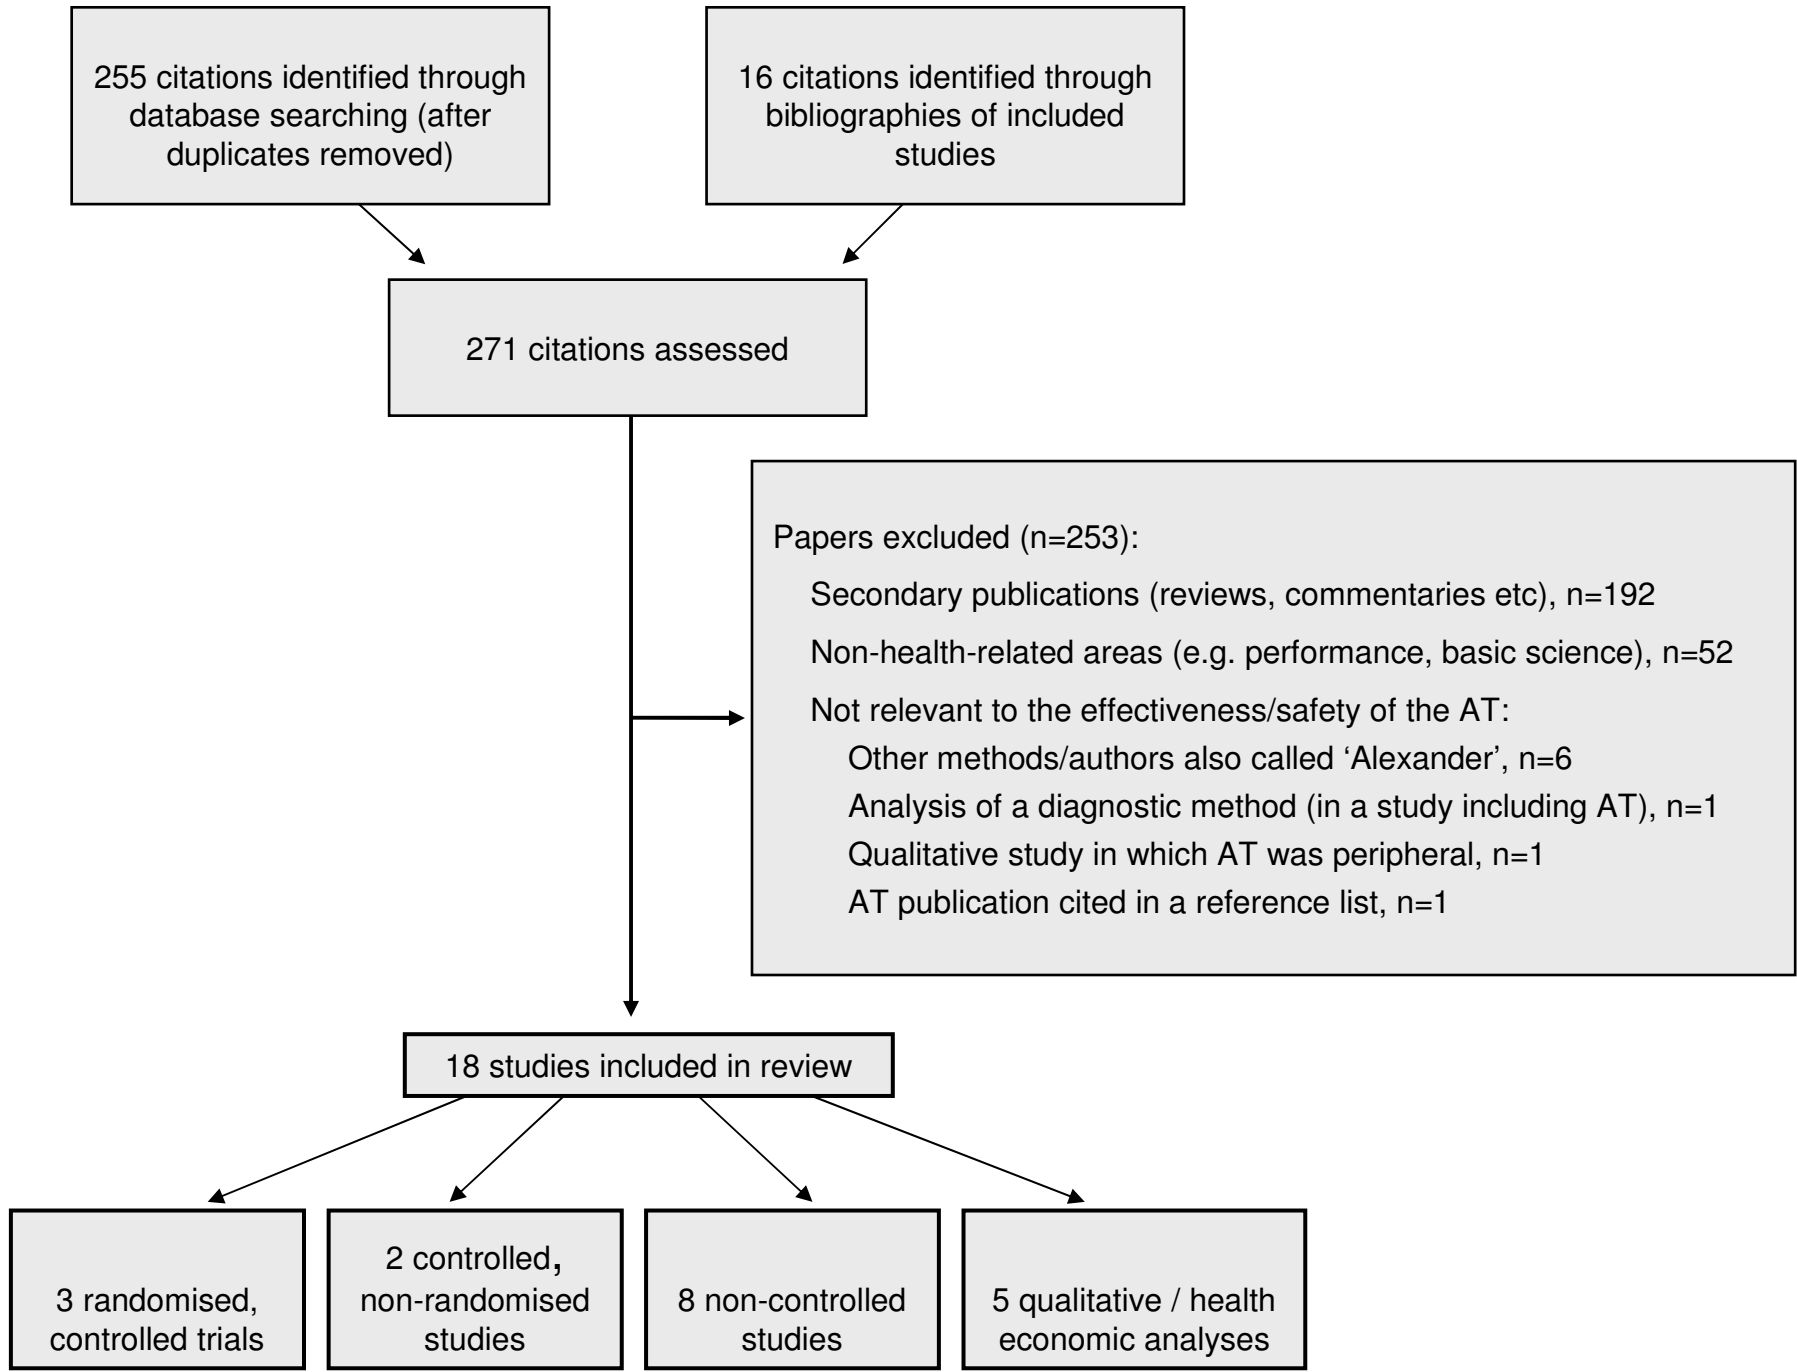 255 citations identified through
database searching (after
duplicates removed)
16 citations identified through
bibliographies of included
studies
271 citations assessed
Papers excluded (n=253):
Secondary publications (reviews, commentaries etc), n=192
Non-health-related areas (e.g. performance, basic science), n=52
Not relevant to the effectiveness/safety of the AT:
Other methods/authors also called ‘Alexander’, n=6
Analysis of a diagnostic method (in a study including AT), n=1
Qualitative study in which AT was peripheral, n=1
AT publication cited in a reference list, n=1
18 studies included in review
3 randomised,
controlled trials
2 controlled,
non-randomised
studies
8 non-controlled
studies
5 qualitative / health
economic analyses